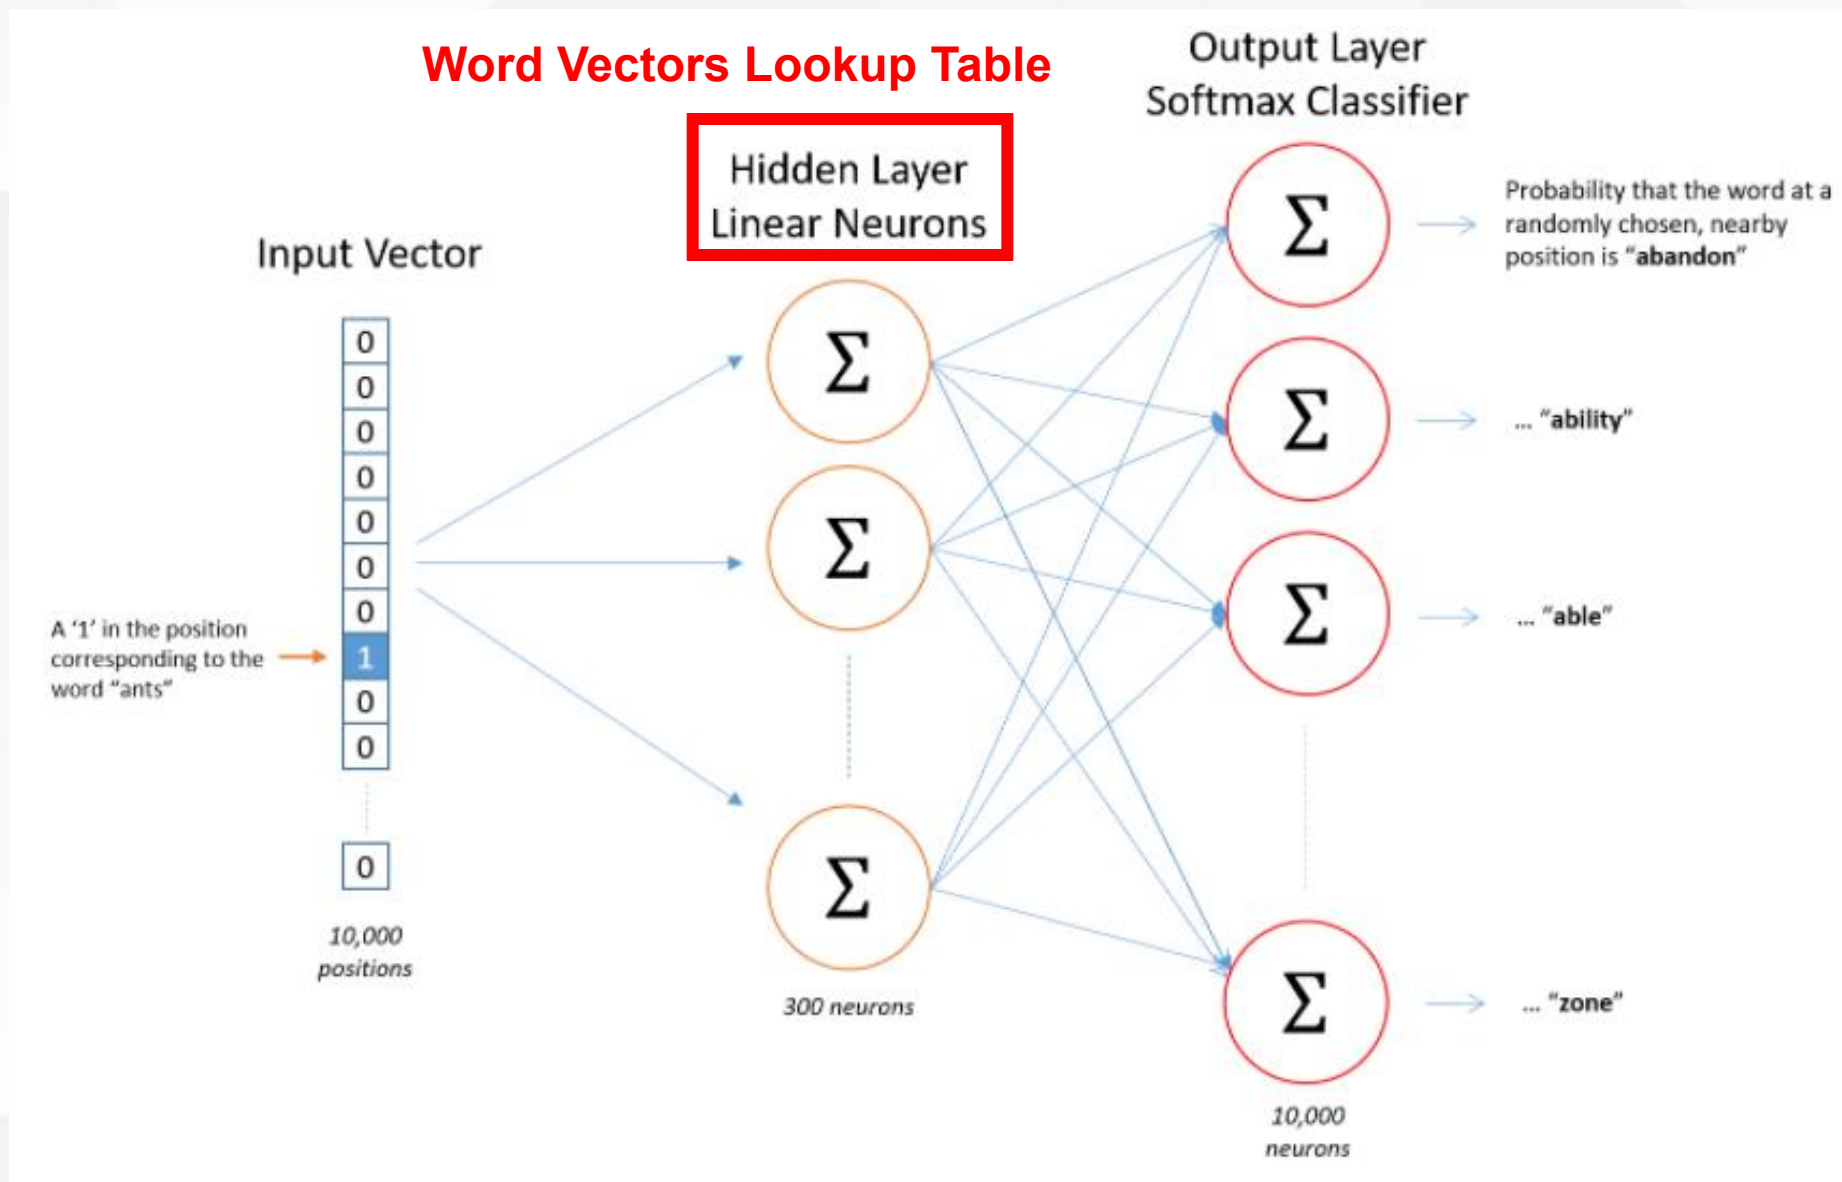 Word Vectors Lookup Table
Output Layer
Softmax Classifier
Hidden Layer
Linear Neurons
Input Vector
0
0
0
0
0
0
0
1
0
0
0
A ‘1’ in the position
corresponding to the
word “ants”
10,000
positions
Σ
Σ
Σ
300 neurons
Σ
Σ
Σ
Σ
10,000
neurons
Probability that the word at a
randomly chosen, nearby
position is “abandon”
... “ability”
... “able”
... “zone”